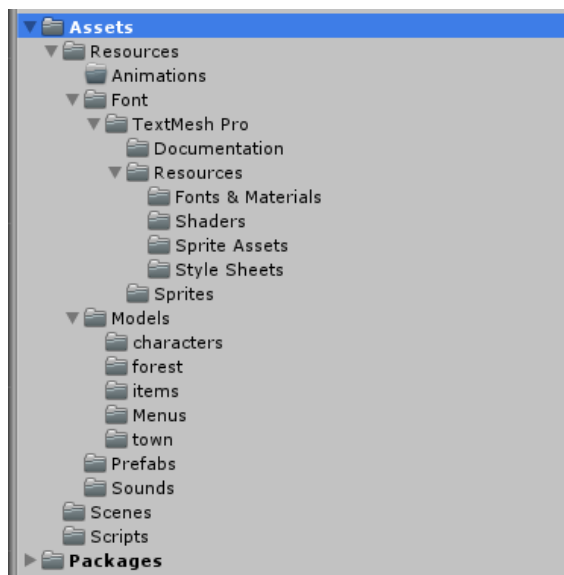 Assets
Resources
Animations
Font
TextMesh Pro
Documentation
Resources
Fonts & Materials
Shaders
Sprite Assets
Style Sheets
Sprites
Models
characters
forest
items
Menus
town
Prefabs
Sounds
Scenes
Scripts
Packages